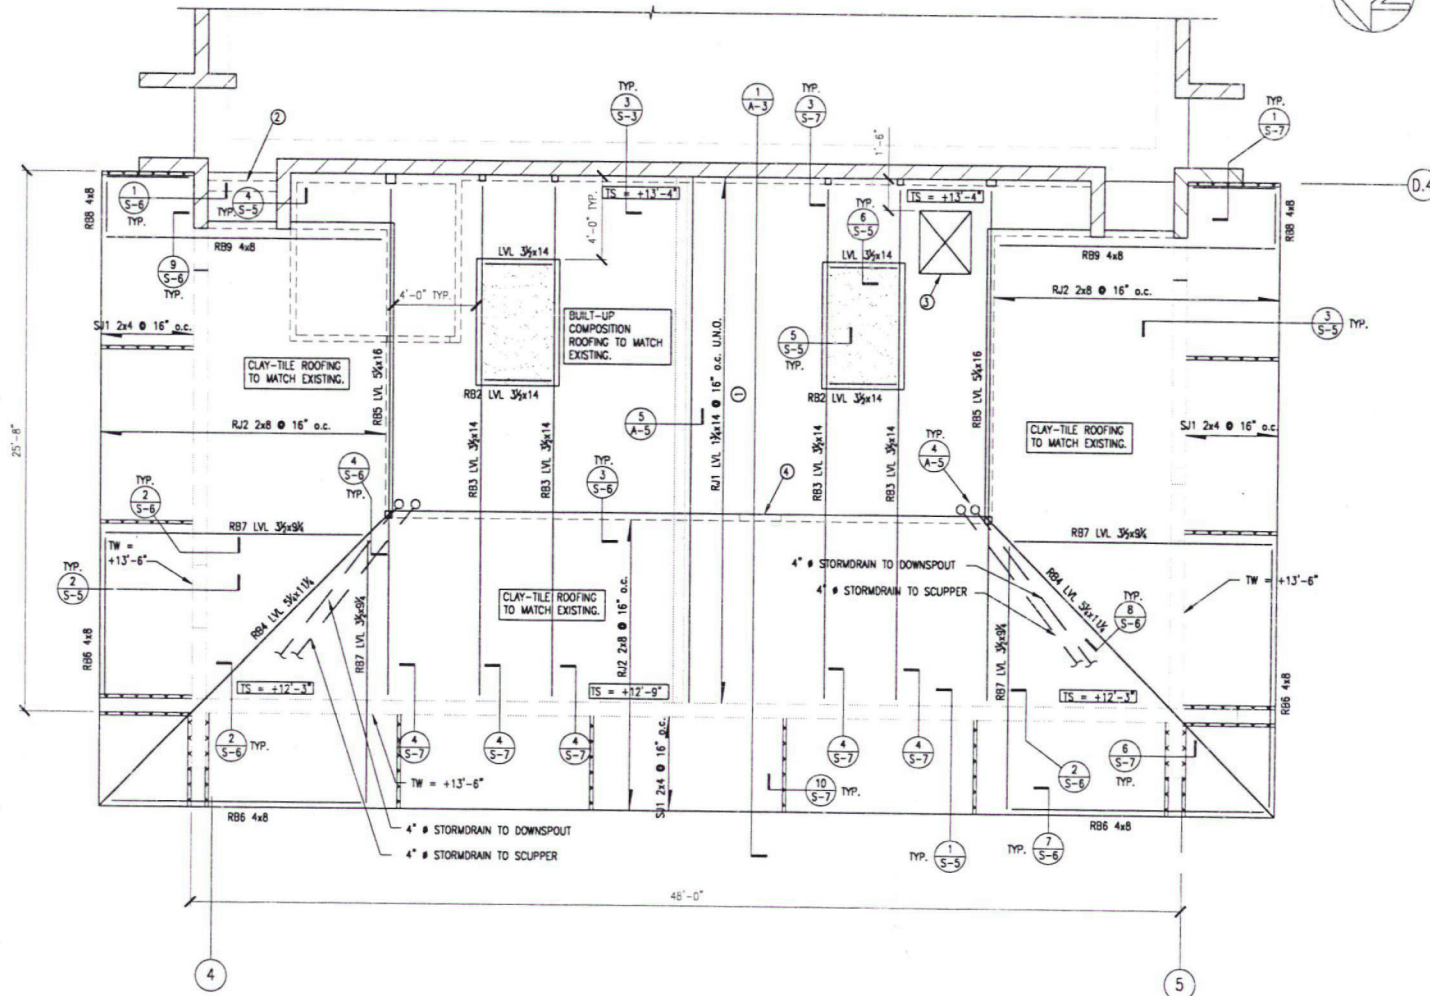 TYP.
3
S-3
1
A-3
TYP.
3
S-7
TYP.
1
S-7
2
1'-6"
D.4
RB8 4x8
1
S-6
TYP.
TYP.
4
S-5
TS = +13'-4"
TYP.
6
S-5
TS = +13'-4"
RB8 4x8
4'-0" TYP.
RB9 4x8
LVL 3½x14
LVL 3½x14
RB9 4x8
9
S-6
TYP.
4'-0" TYP.
3
RJ2 2x8 @ 16" o.c.
SJ1 2x4 @ 16" o.c.
BUILT-UP
COMPOSITION
ROOFING TO MATCH
EXISTING.
5
S-5
TYP.
3
S-5
TYP.
CLAY-TILE ROOFING
TO MATCH EXISTING.
RB5 LVL 5¼x16
RB2 LVL 3½x14
RJ1 LVL 1¾x14 @ 16" o.c. U.N.O.
1
RB2 LVL 3½x14
RB5 LVL 5¼x16
25'-8"
RJ2 2x8 @ 16" o.c.
5
A-5
CLAY-TILE ROOFING
TO MATCH EXISTING.
SJ1 2x4 @ 16" o.c.
4
S-6
TYP.
RB3 LVL 3½x14
RB3 LVL 3½x14
TYP.
3
S-6
4
RB3 LVL 3½x14
RB3 LVL 3½x14
TYP.
4
A-5
TYP.
2
S-6
RB7 LVL 3½x9¼
RB7 LVL 3½x9¼
TW =
+13'-6"
TYP.
2
S-5
4" ø STORMDRAIN TO DOWNSPOUT
4" ø STORMDRAIN TO SCUPPER
TW = +13'-6"
CLAY-TILE ROOFING
TO MATCH EXISTING.
RB4 LVL 5¼x11¼
RB7 LVL 3½x9¼
RJ2 2x8 @ 16" o.c.
RB4 LVL 5¼x11¼
TYP.
8
S-6
RB6 4x8
TS = +12'-3"
TS = +12'-9"
RB7 LVL 3½x9¼
TS = +12'-3"
RB6 4x8
2
S-6
TYP.
4
S-7
4
S-7
4
S-7
4
S-7
4
S-7
6
S-7
TYP.
TW = +13'-6"
SJ1 2x4 @ 16" o.c.
10
S-7
TYP.
2
S-6
RB6 4x8
RB6 4x8
4" ø STORMDRAIN TO DOWNSPOUT
4" ø STORMDRAIN TO SCUPPER
TYP.
1
S-5
TYP.
7
S-6
48'-0"
4
5